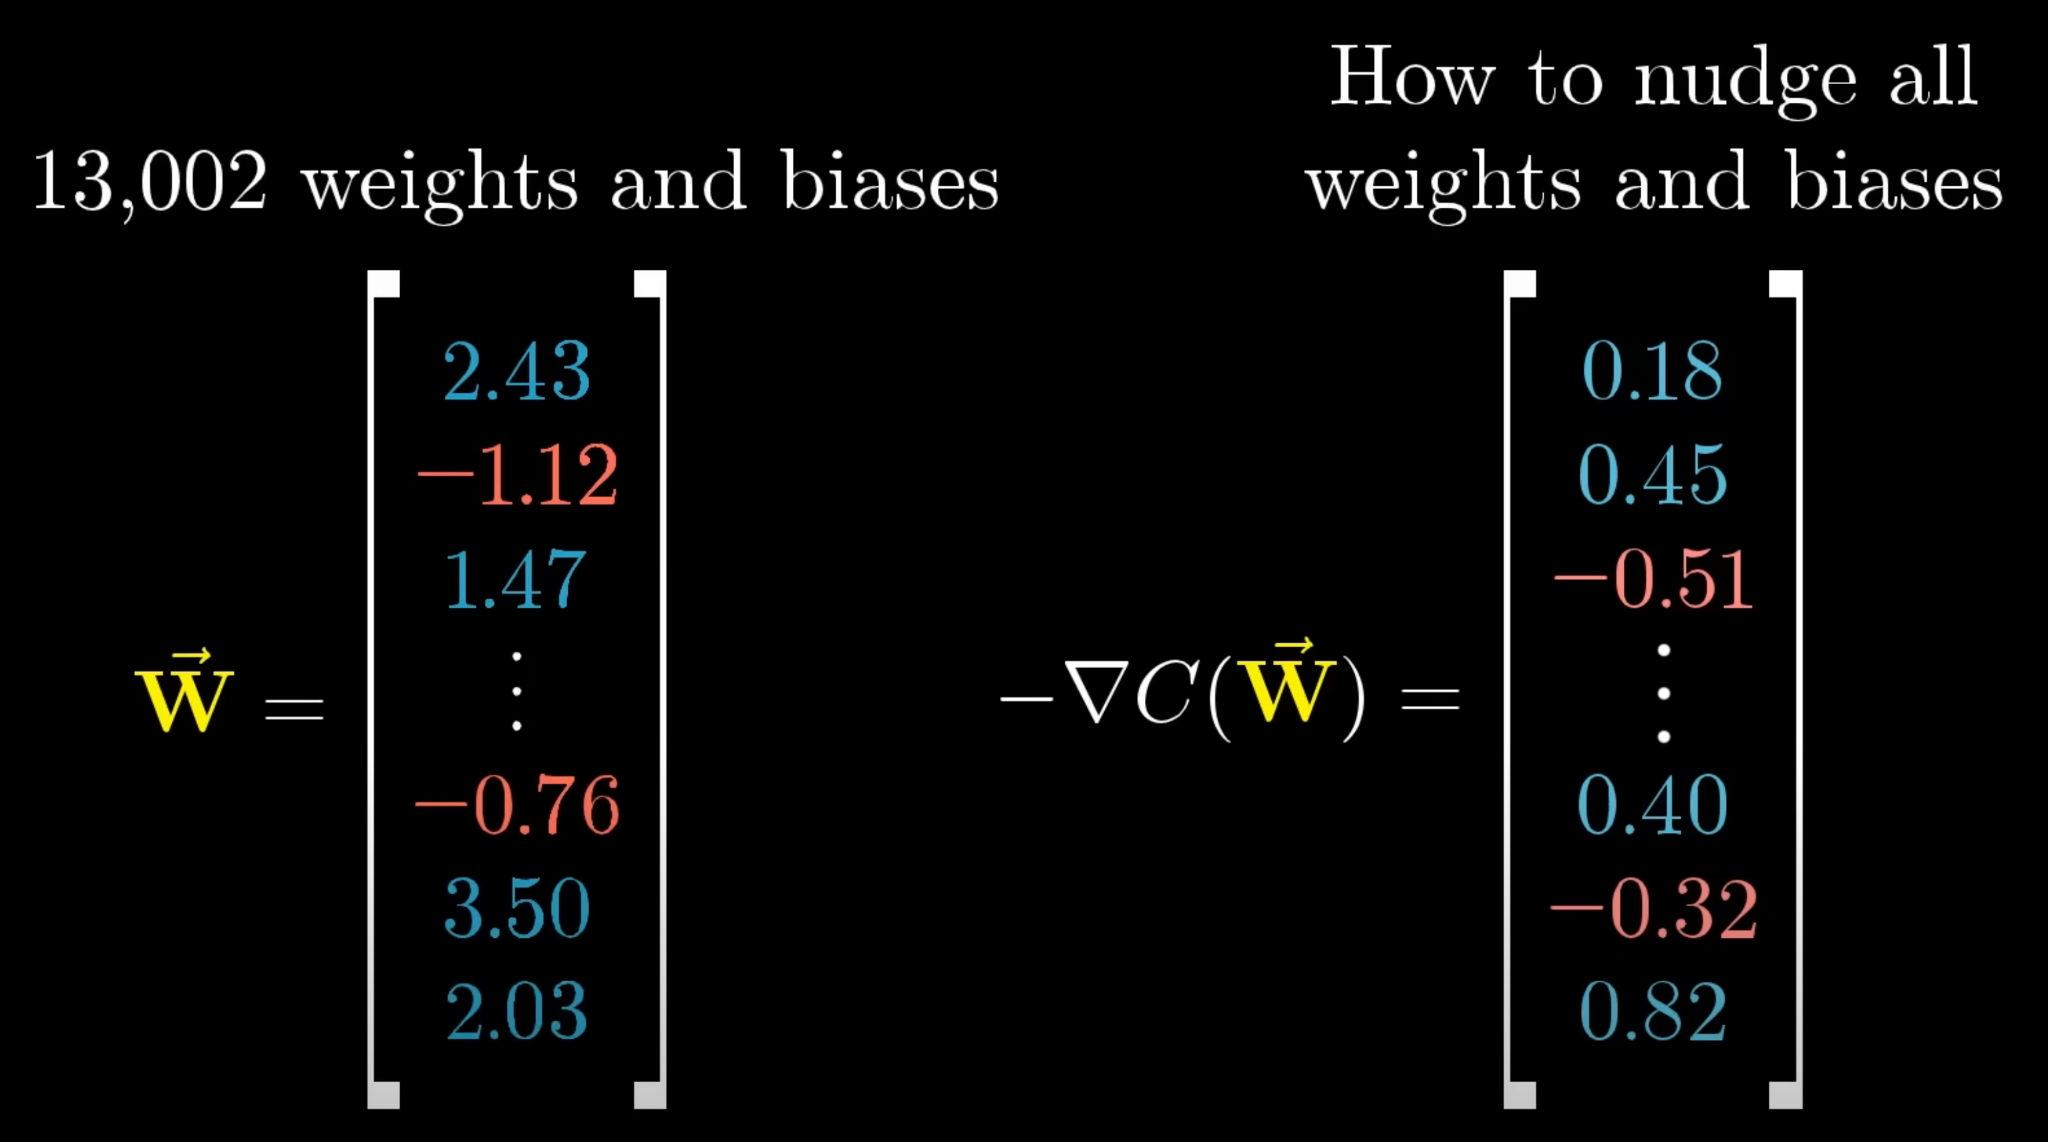 13,002 weights and biases
How to nudge all
weights and biases
W⃗ =
2.43
−1.12
1.47
⋮
−0.76
3.50
2.03
−∇C(W⃗) =
0.18
0.45
−0.51
⋮
0.40
−0.32
0.82